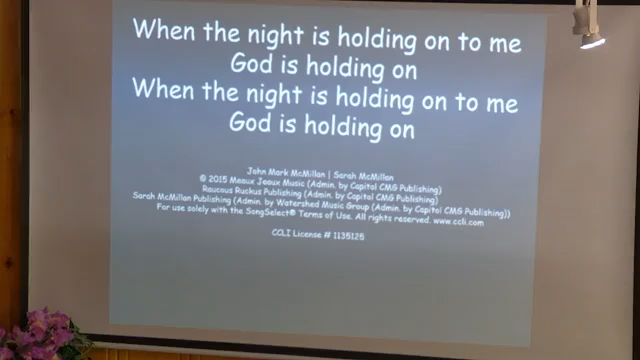 When the night is holding on to me
God is holding on
When the night is holding on to me
God is holding on
John Mark McMillan | Sarah McMillan
© 2015 Meaux Jeaux Music (Admin. by Capitol CMG Publishing)
Raucous Ruckus Publishing (Admin. by Capitol CMG Publishing)
Sarah McMillan Publishing (Admin. by Watershed Music Group (Admin. by Capitol CMG Publishing))
For use solely with the SongSelect® Terms of Use. All rights reserved. www.ccli.com
CCLI License # 1135125